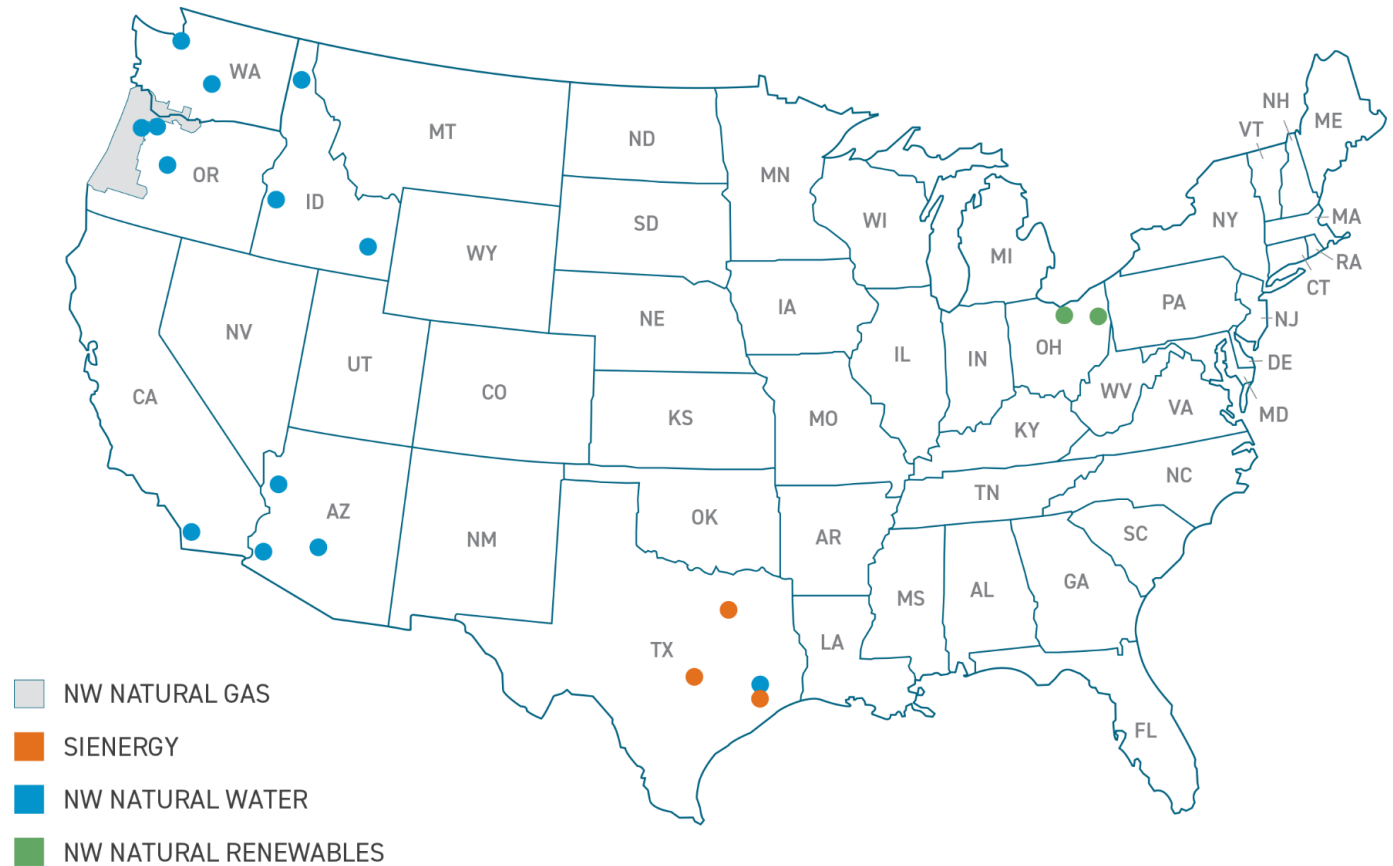 WA
MT
ND
MN
NH
VT
ME
OR
ID
SD
WI
NY
MA
WY
MI
RA
CT
NE
IA
PA
NJ
NV
UT
CO
IL
IN
OH
DE
CA
KS
MO
WV
VA
MD
KY
AZ
NM
OK
AR
TN
NC
SC
MS
AL
GA
TX
LA
FL
NW NATURAL GAS
SIENERGY
NW NATURAL WATER
NW NATURAL RENEWABLES